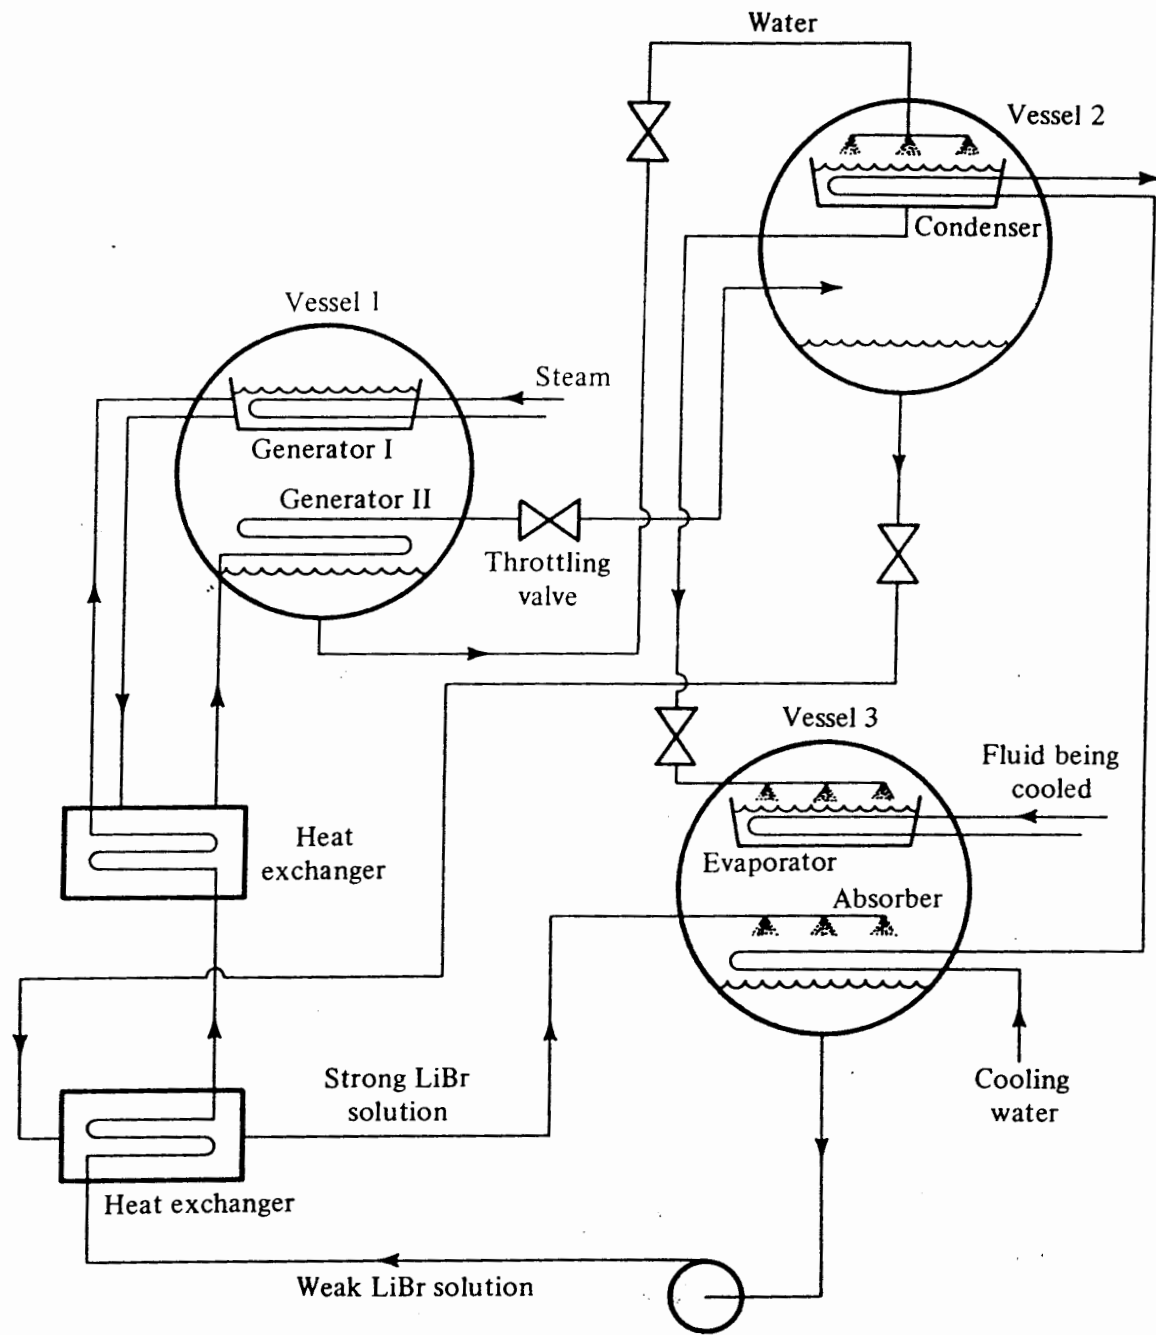 Water
Vessel 2
Condenser
Vessel 1
Steam
Generator I
Generator II
Throttling
valve
Vessel 3
Fluid being
cooled
Evaporator
Absorber
Heat
exchanger
Strong LiBr
solution
Cooling
water
Heat exchanger
Weak LiBr solution